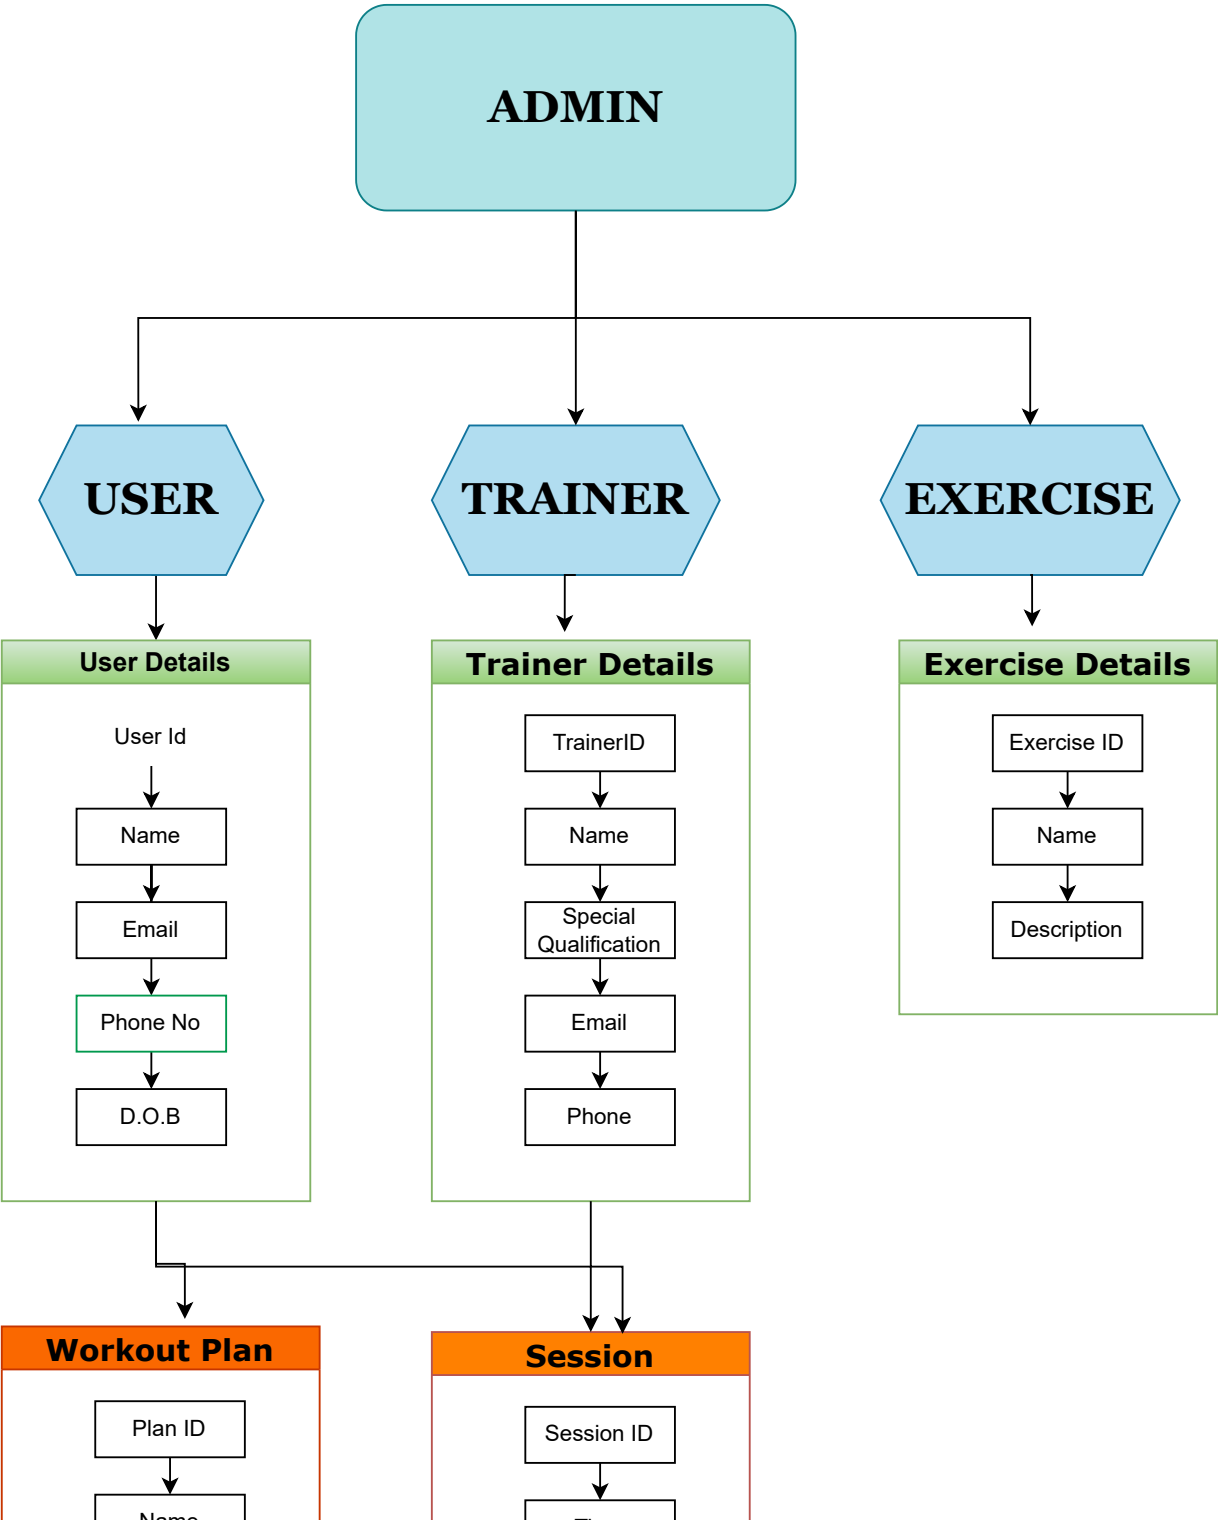 ADMIN
USER
TRAINER
EXERCISE
User Details
User Id
Name
Email
Phone No
D.O.B
Trainer Details
TrainerID
Name
Special
Qualification
Email
Phone
Exercise Details
Exercise ID
Name
Description
Workout Plan
Plan ID
Name
Session
Session ID